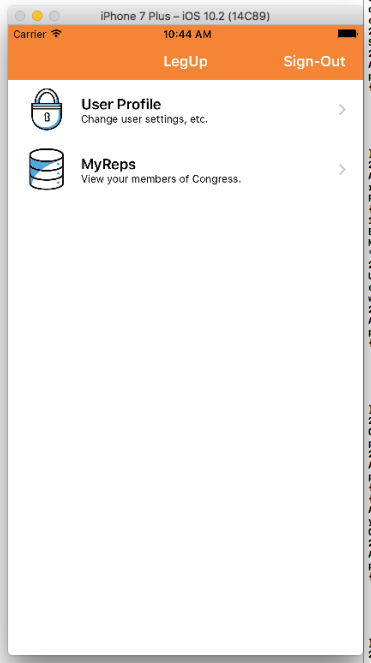 iPhone 7 Plus – iOS 10.2 (14C89)
Carrier 10:44 AM
LegUp Sign-Out
User Profile
Change user settings, etc.
MyReps
View your members of Congress.